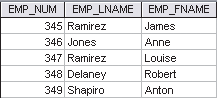 EMP_NUM EMP_LNAME EMP_FNAME
345 Ramirez James
346 Jones Anne
347 Ramirez Louise
348 Delaney Robert
349 Shapiro Anton